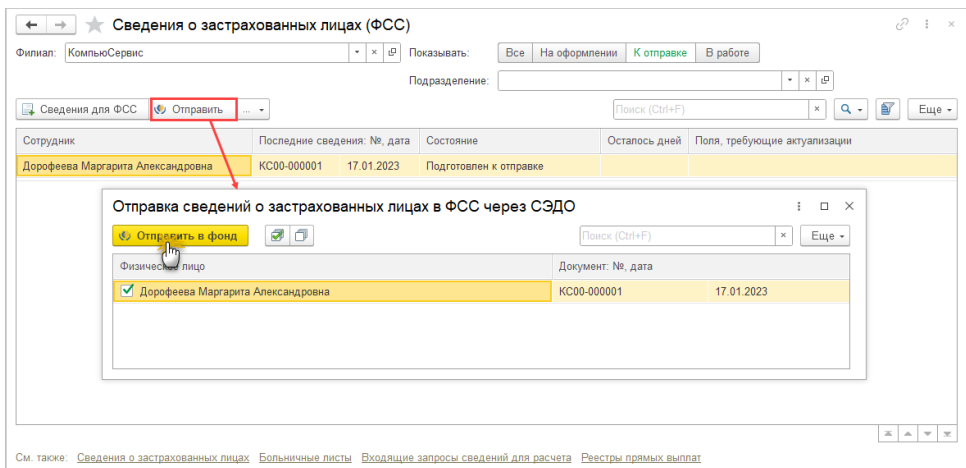 Сведения о застрахованных лицах (ФСС)
Филиал: КомпьюСервис Показывать: Все На оформлении К отправке В работе
Подразделение:
Сведения для ФСС Отправить ... Поиск (Ctrl+F) Еще
Сотрудник Последние сведения: №, дата Состояние Осталось дней Поля, требующие актуализации
Дорофеева Маргарита Александровна КС00-000001 17.01.2023 Подготовлен к отправке
Отправка сведений о застрахованных лицах в ФСС через СЭДО
Отправить в фонд Поиск (Ctrl+F) Еще
Физическое лицо Документ: №, дата
Дорофеева Маргарита Александровна КС00-000001 17.01.2023
См. также: Сведения о застрахованных лицах Больничные листы Входящие запросы сведений для расчета Реестры прямых выплат